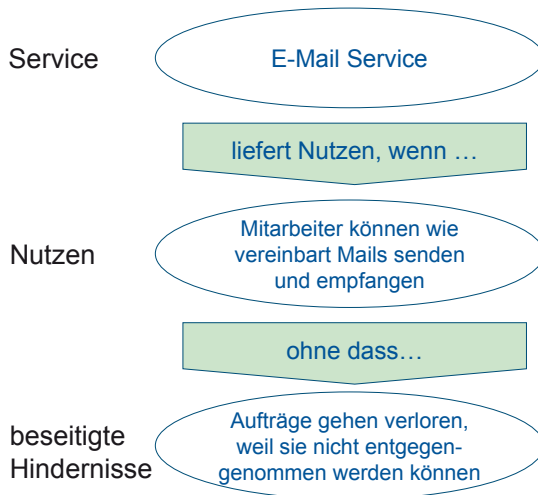 Service
E-Mail Service
liefert Nutzen, wenn …
Nutzen
Mitarbeiter können wie
vereinbart Mails senden
und empfangen
ohne dass…
beseitigte
Hindernisse
Aufträge gehen verloren,
weil sie nicht entgegen-
genommen werden können